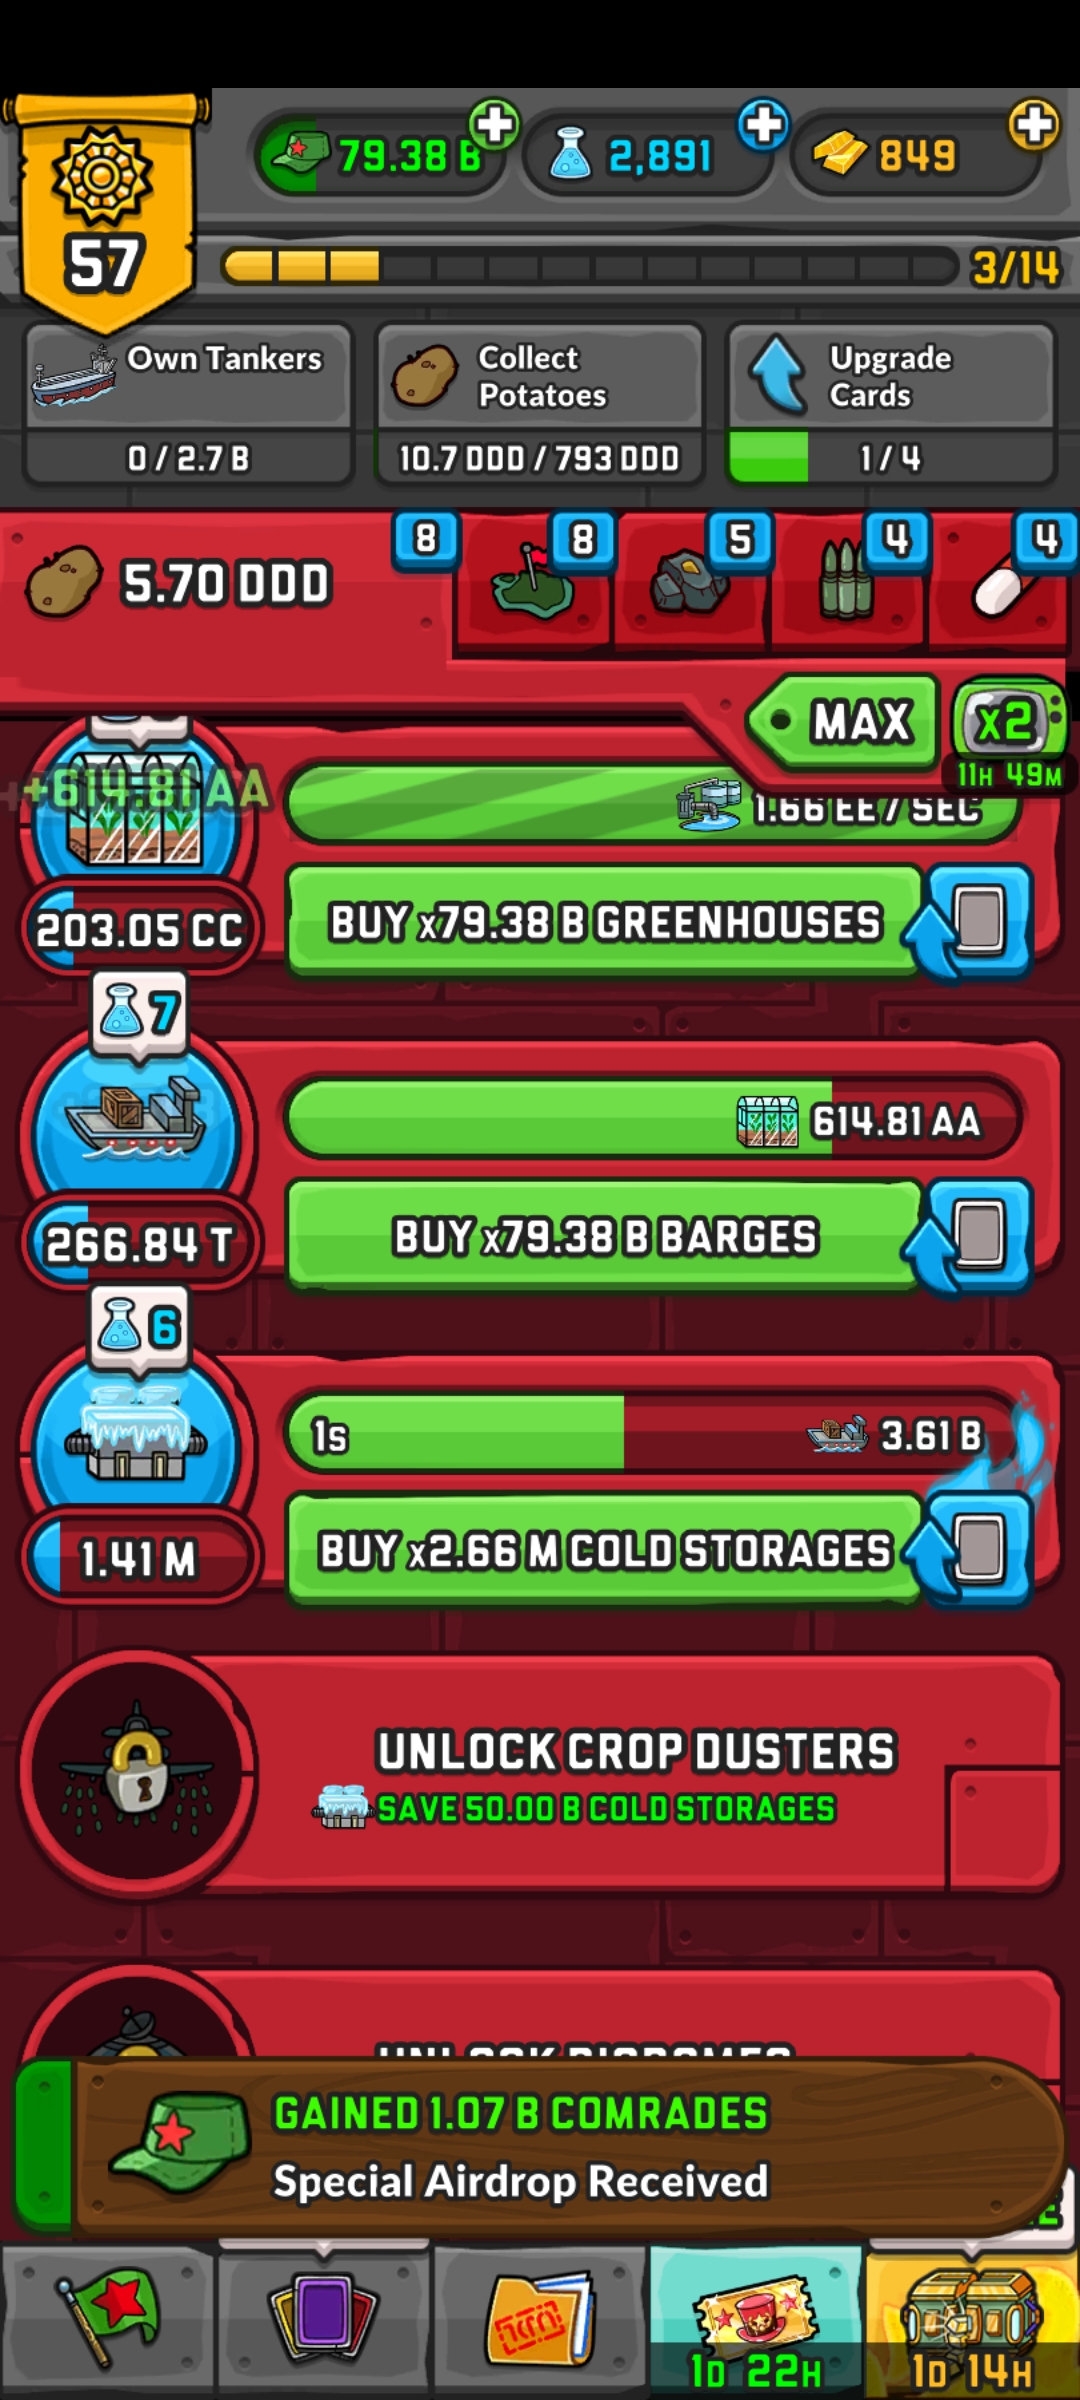 79.38 B
2,891
849
57
3/14
Own Tankers
0 / 2.7 B
Collect
Potatoes
10.7 DDD / 793 DDD
Upgrade
Cards
1 / 4
5.70 DDD
8
8
5
4
4
MAX
x2
11H 49M
+614.81 AA
1.66 EE / SEC
203.05 CC
BUY x79.38 B GREENHOUSES
7
614.81 AA
266.84 T
BUY x79.38 B BARGES
6
1s
3.61 B
1.41 M
BUY x2.66 M COLD STORAGES
UNLOCK CROP DUSTERS
SAVE 50.00 B COLD STORAGES
GAINED 1.07 B COMRADES
Special Airdrop Received
1D 22H
1D 14H